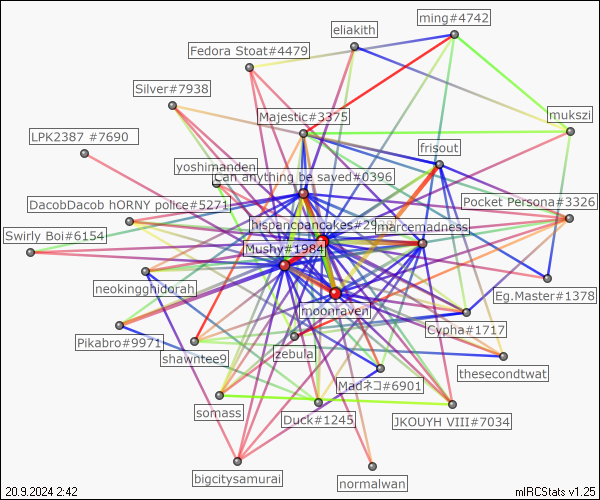 ming#4742
eliakith
Fedora Stoat#4479
Silver#7938
Majestic#3375
mukszi
LPK2387 #7690
frisout
yoshimanden
Can anything be saved#0396
DacobDacob hORNY police#5271
Pocket Persona#3326
hispancpancakes#29
marcemadness
Swirly Boi#6154
Mushy#1984
neokingghidorah
Eg.Master#1378
moonraven
Cypha#1717
Pikabro#9971
shawntee9
zebula
thesecondtwat
Madネコ#6901
somass
Duck#1245
JKOUYH VIII#7034
bigcitysamurai
normalwan
20.9.2024 2:42
mIRCStats v1.25